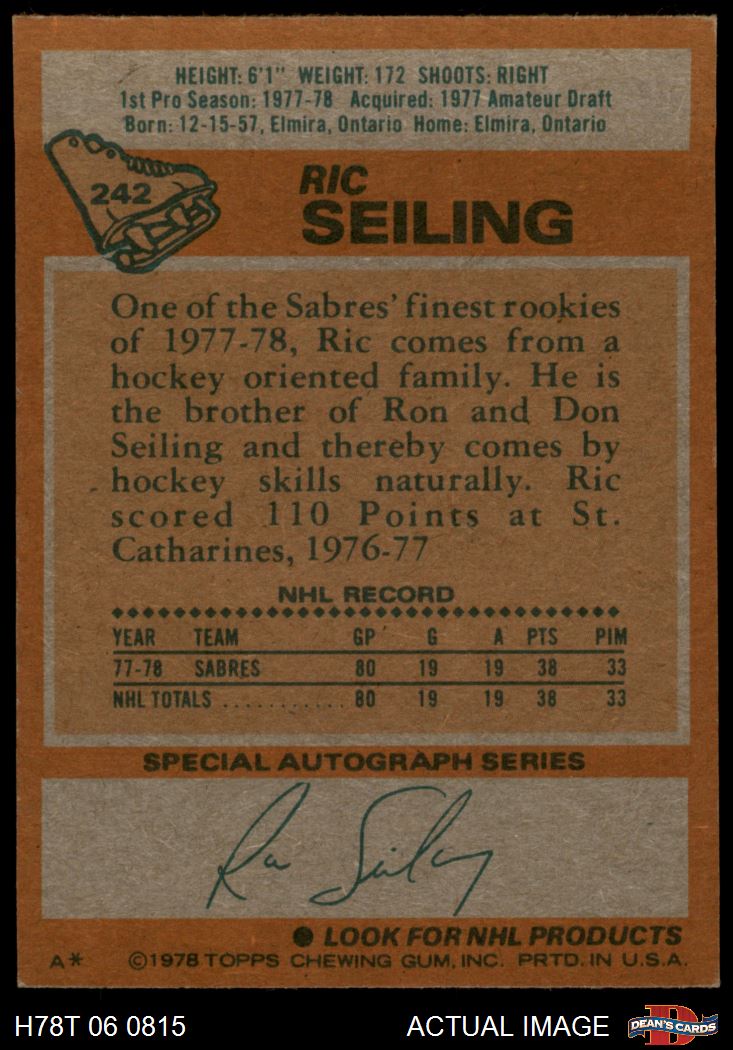 HEIGHT: 6'1" WEIGHT: 172 SHOOTS: RIGHT
1st Pro Season: 1977-78 Acquired: 1977 Amateur Draft
Born: 12-15-57, Elmira, Ontario Home: Elmira, Ontario
242
RIC
SEILING
One of the Sabres' finest rookies
of 1977-78, Ric comes from a
hockey oriented family. He is
the brother of Ron and Don
Seiling and thereby comes by
hockey skills naturally. Ric
scored 110 Points at St.
Catharines, 1976-77
NHL RECORD
YEAR TEAM GP G A PTS PIM
77-78 SABRES 80 19 19 38 33
NHL TOTALS ........... 80 19 19 38 33
SPECIAL AUTOGRAPH SERIES
Ric Seiling
● LOOK FOR NHL PRODUCTS
A* ©1978 TOPPS CHEWING GUM, INC. PRTD. IN U.S.A.
H78T 06 0815 ACTUAL IMAGE D DEAN'S CARDS